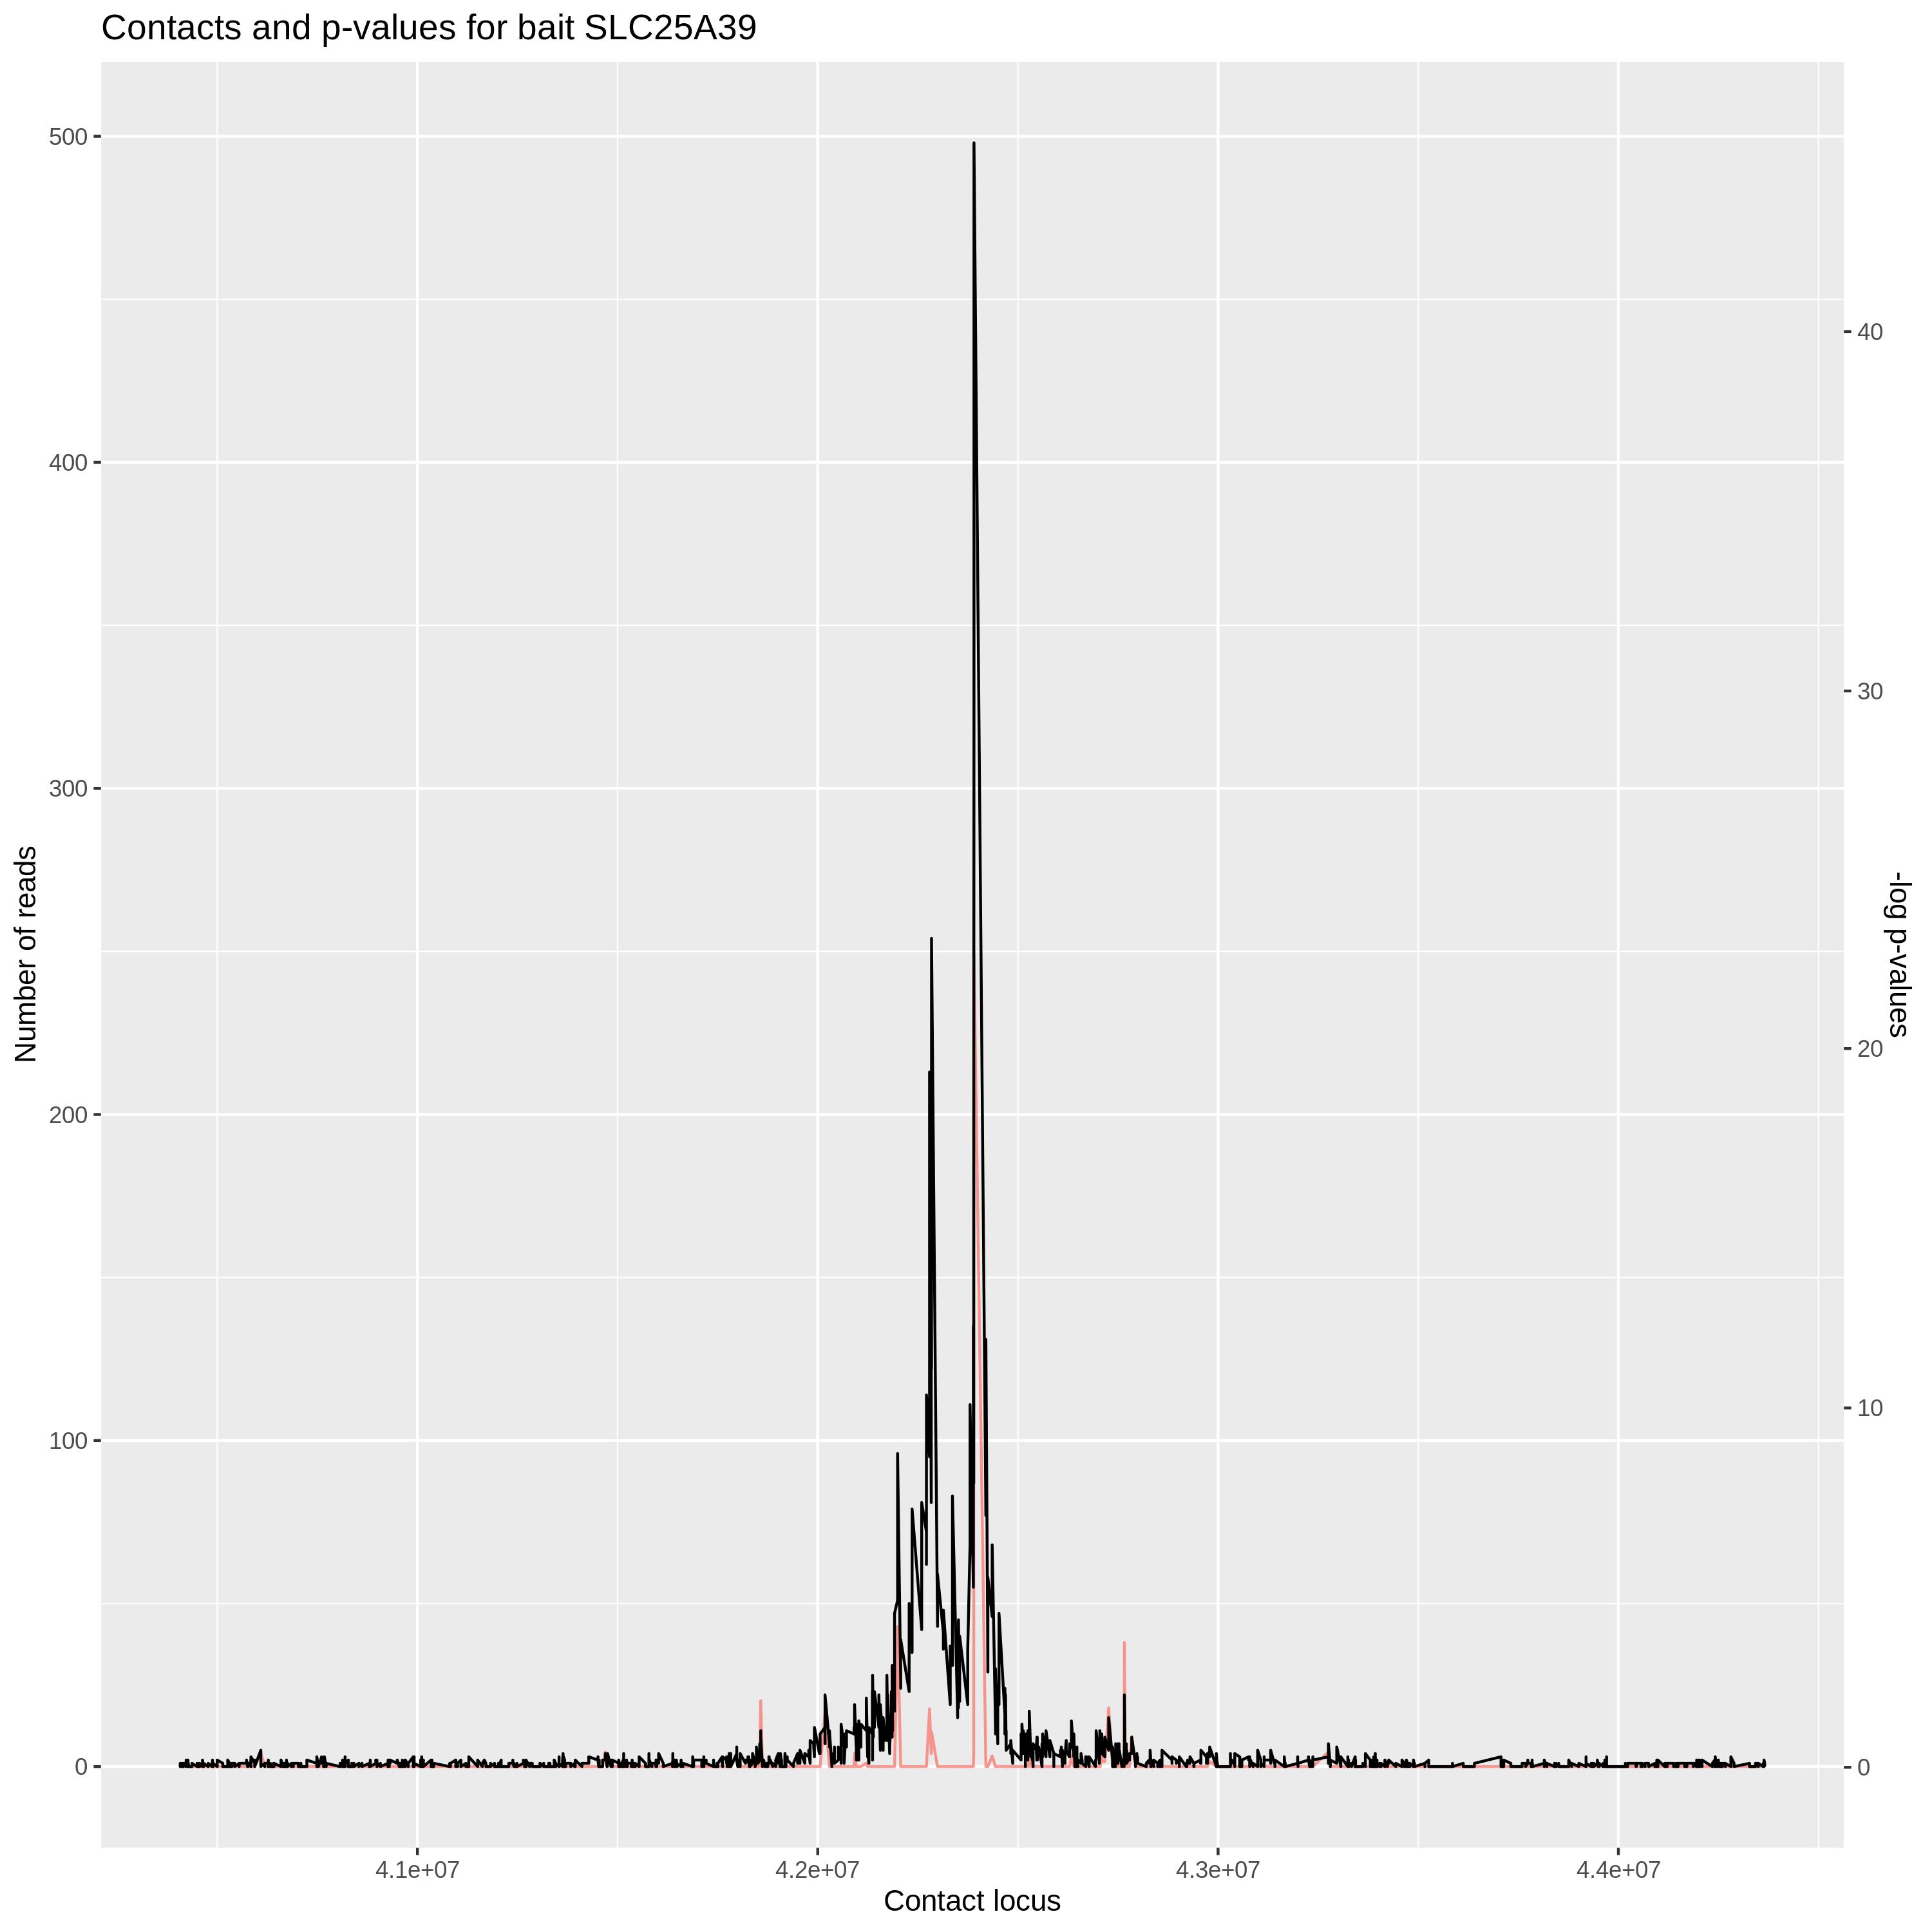 Contacts and p-values for bait SLC25A39
500
400
300
200
100
0
Number of reads
40
30
20
10
0
-log p-values
4.1e+07
4.2e+07
4.3e+07
4.4e+07
Contact locus